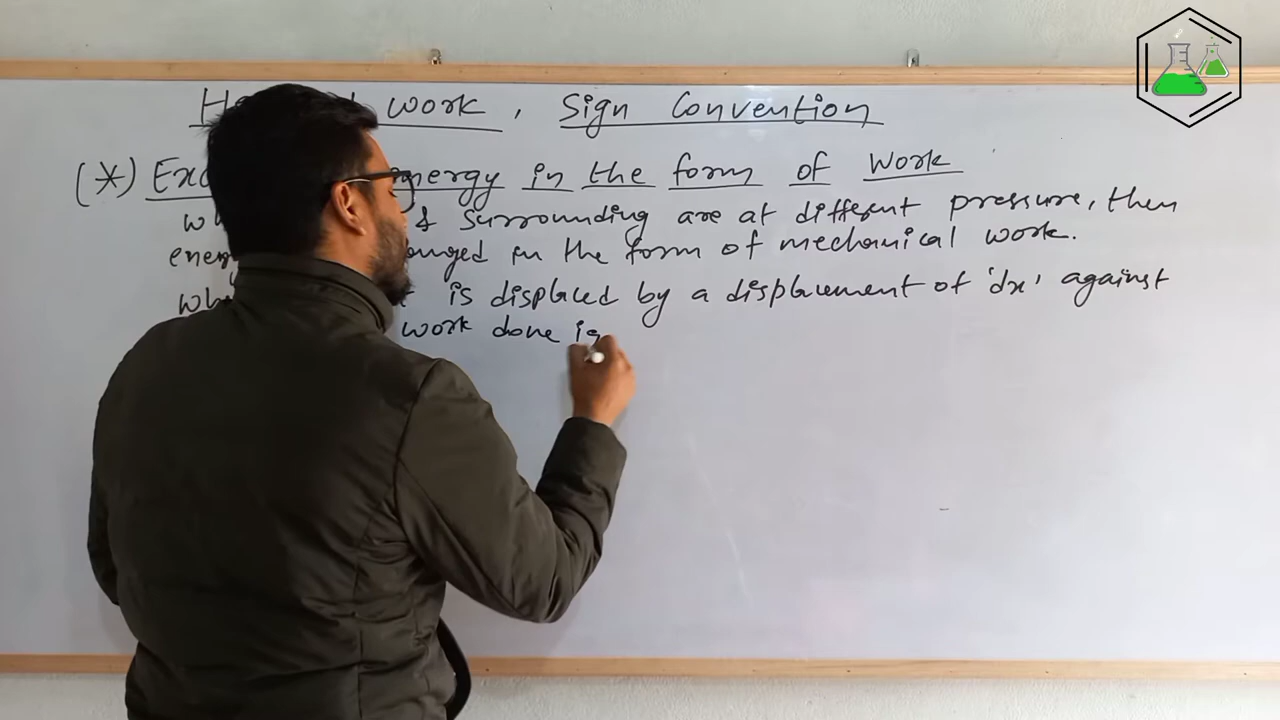 work, Sign Convention
(*) energy in the form of work
& surrounding are at different pressure, then
in the form of mechanical work.
is displaced by a displacement of 'dx' against
work done is